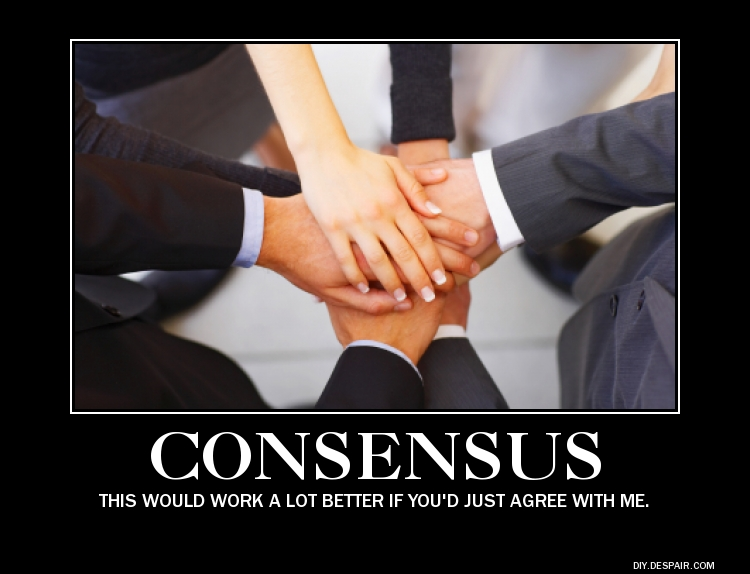 CONSENSUS
THIS WOULD WORK A LOT BETTER IF YOU'D JUST AGREE WITH ME.
DIY.DESPAIR.COM